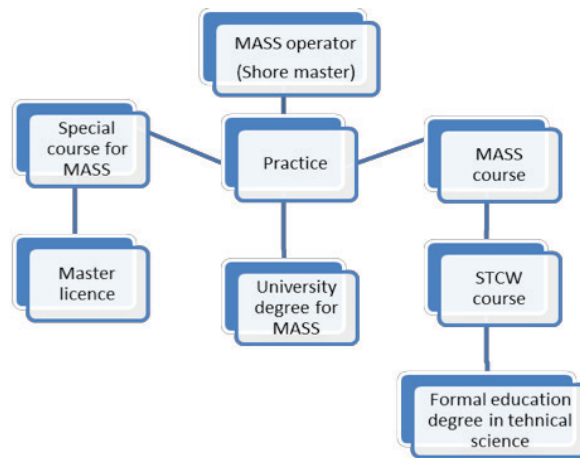 MASS operator
(Shore master)
Special
course for
MASS
Practice
MASS
course
Master
licence
University
degree for
MASS
STCW
course
Formal education
degree in tehnical
science